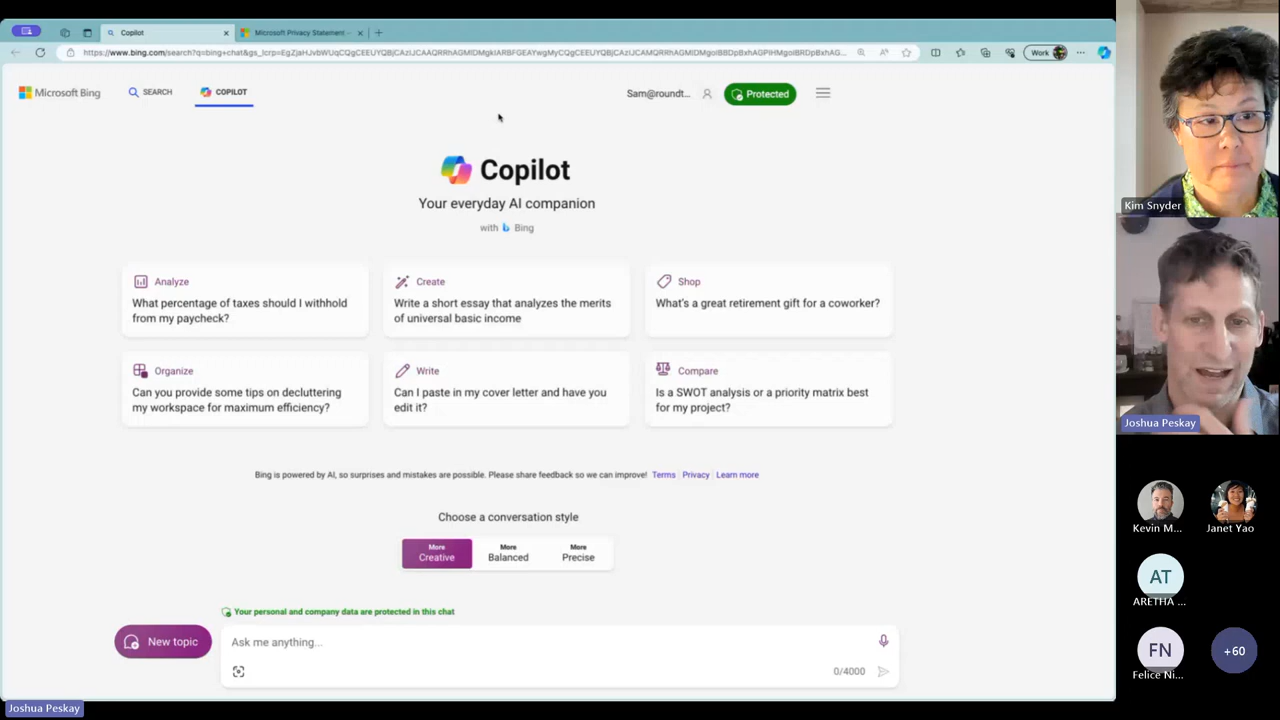 Copilot
Microsoft Privacy Statement
Work
Microsoft Bing
SEARCH
COPILOT
Sam@roundt...
Protected
Copilot
Your everyday AI companion
with Bing
Analyze
What percentage of taxes should I withhold
from my paycheck?
Create
Write a short essay that analyzes the merits
of universal basic income
Shop
What's a great retirement gift for a coworker?
Organize
Can you provide some tips on decluttering
my workspace for maximum efficiency?
Write
Can I paste in my cover letter and have you
edit it?
Compare
Is a SWOT analysis or a priority matrix best
for my project?
Bing is powered by AI, so surprises and mistakes are possible. Please share feedback so we can improve! Terms Privacy Learn more
Choose a conversation style
More
Creative
More
Balanced
More
Precise
Your personal and company data are protected in this chat
New topic
Ask me anything...
0/4000
Joshua Peskay
Kim Snyder
Joshua Peskay
Kevin M...
Janet Yao
AT
ARETHA ...
FN
Felice Ni...
+60